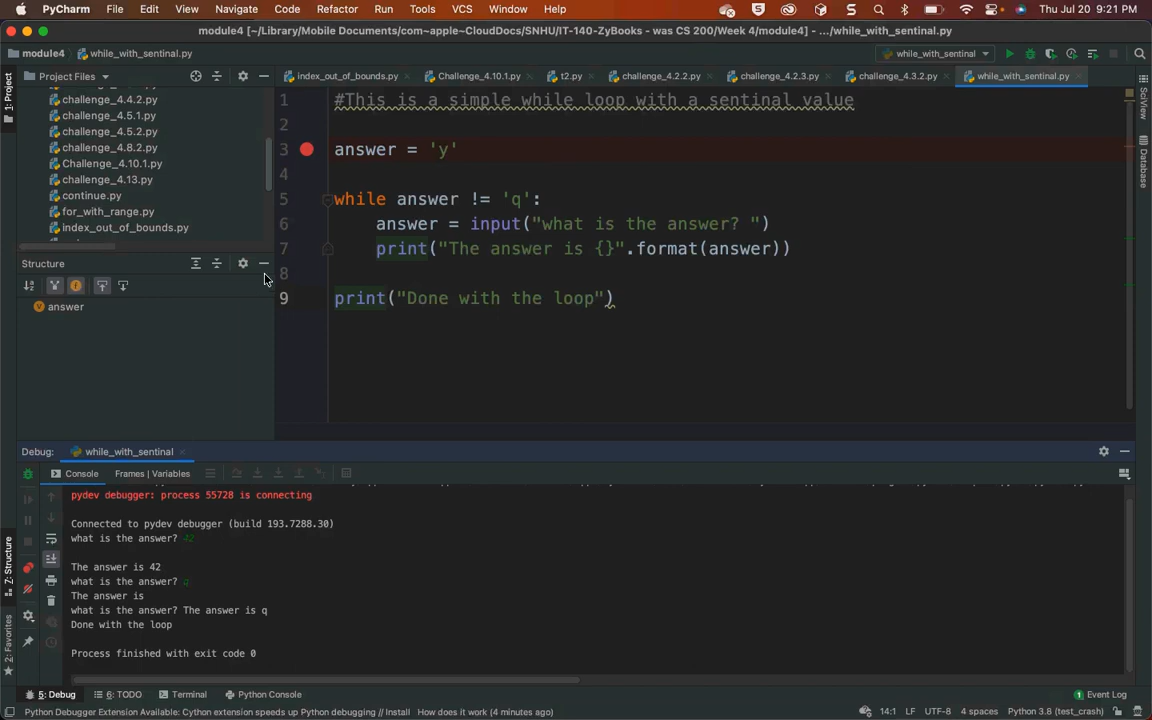 PyCharm File Edit View Navigate Code Refactor Run Tools VCS Window Help Thu Jul 20 9:21 PM
module4 [~/Library/Mobile Documents/com~apple~CloudDocs/SNHU/IT-140-ZyBooks - was CS 200/Week 4/module4] - .../while_with_sentinal.py
module4 while_with_sentinal.py while_with_sentinal
1: Project
Project Files
index_out_of_bounds.py Challenge_4.10.1.py t2.py challenge_4.2.2.py challenge_4.2.3.py challenge_4.3.2.py while_with_sentinal.py
challenge_4.4.2.py
challenge_4.5.1.py
challenge_4.5.2.py
challenge_4.8.2.py
Challenge_4.10.1.py
challenge_4.13.py
continue.py
for_with_range.py
index_out_of_bounds.py
Structure
answer
1 #This is a simple while loop with a sentinal value
2
3 answer = 'y'
4
5 while answer != 'q':
6 answer = input("what is the answer? ")
7 print("The answer is {}".format(answer))
8
9 print("Done with the loop")
SciView
Database
Debug: while_with_sentinal
Console Frames | Variables
pydev debugger: process 55728 is connecting
Connected to pydev debugger (build 193.7288.30)
what is the answer? 42
The answer is 42
what is the answer? q
The answer is
what is the answer? The answer is q
Done with the loop
Process finished with exit code 0
Z: Structure
2: Favorites
5: Debug 6: TODO Terminal Python Console 1 Event Log
Python Debugger Extension Available: Cython extension speeds up Python debugging // Install How does it work (4 minutes ago) 14:1 LF UTF-8 4 spaces Python 3.8 (test_crash)